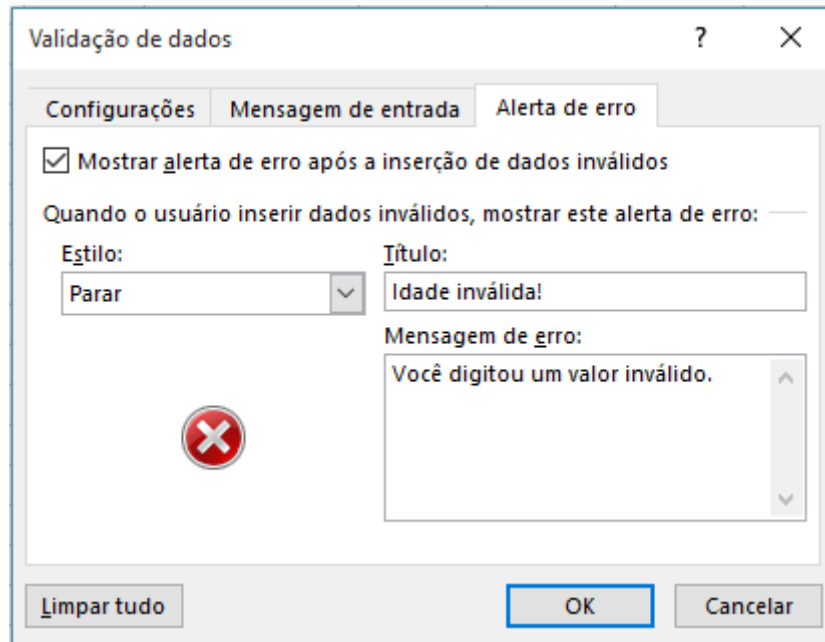 Validação de dados
?
Configurações
Mensagem de entrada
Alerta de erro
Mostrar alerta de erro após a inserção de dados inválidos
Quando o usuário inserir dados inválidos, mostrar este alerta de erro:
Estilo:
Título:
Parar
Idade inválida!
Mensagem de erro:
Você digitou um valor inválido.
Limpar tudo
OK
Cancelar